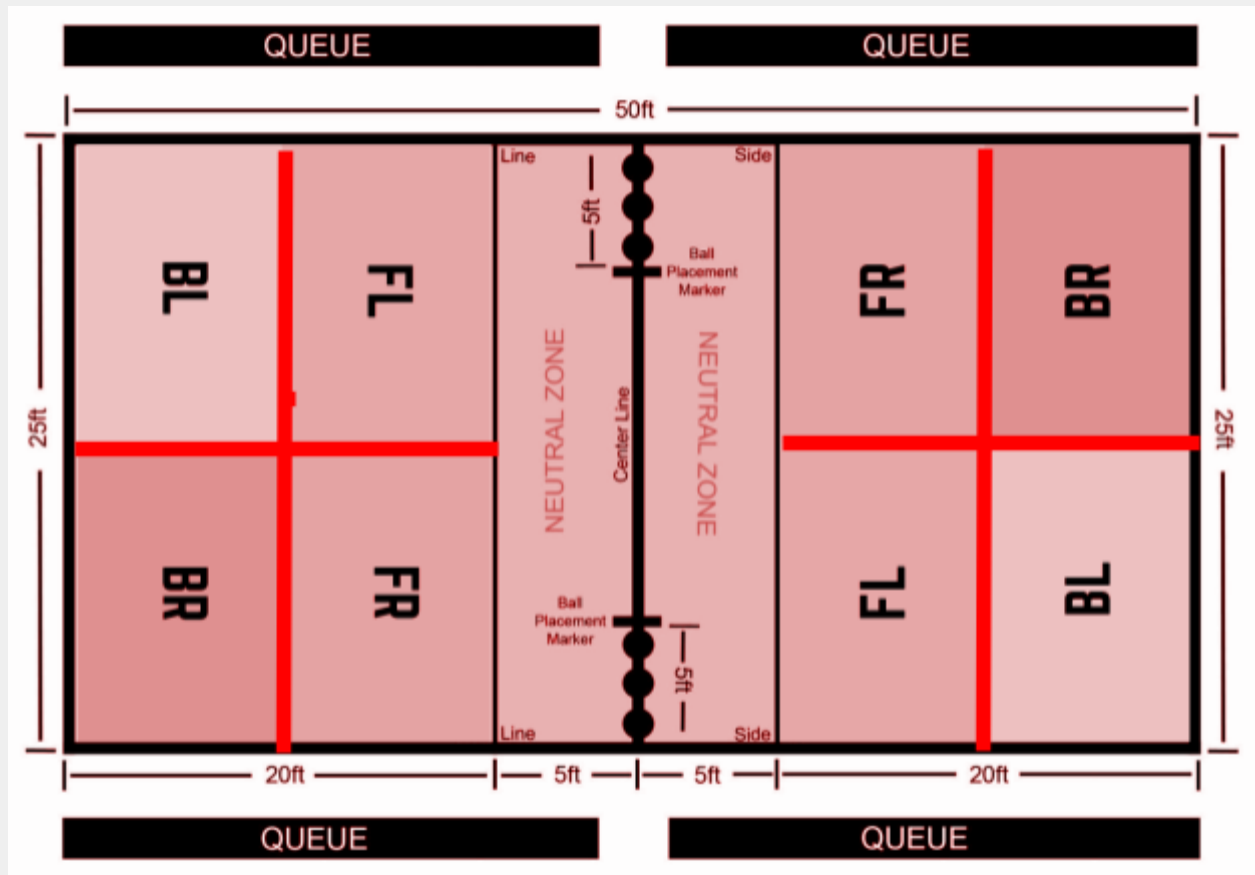 QUEUE
QUEUE
50ft
Line
Side
5ft
Ball
Placement
Marker
BL
FL
FR
BR
25ft
NEUTRAL ZONE
Center Line
NEUTRAL ZONE
25ft
BR
FR
Ball
Placement
Marker
5ft
FL
BL
Line
Side
20ft
5ft
5ft
20ft
QUEUE
QUEUE